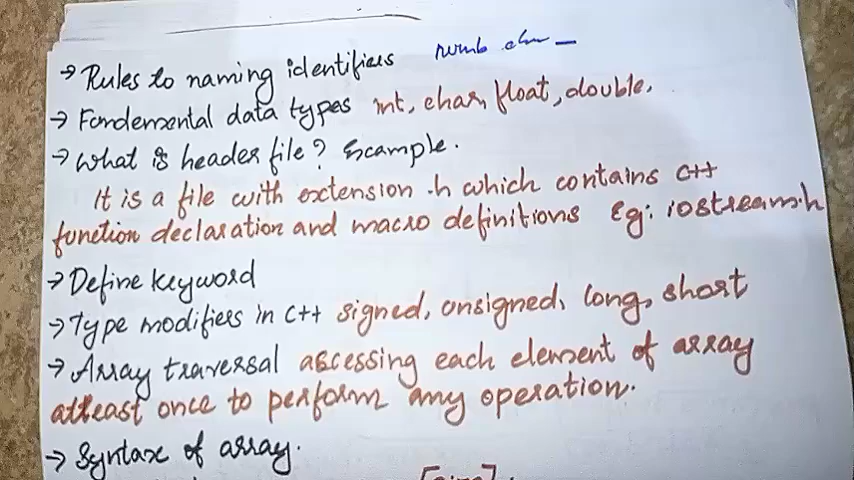 → Rules to naming identifiers numb
→ Fondemental data types int, char, float, double,
→ What is header file? Example.
It is a file with extension .h which contains C++
function declaration and macro definitions Eg: iostream.h
→ Define keyword
→ Type modifiers in C++ signed, onsigned, long, short
→ Array traversal accessing each element of array
atleast once to perform any operation.
→ Syntax of array.